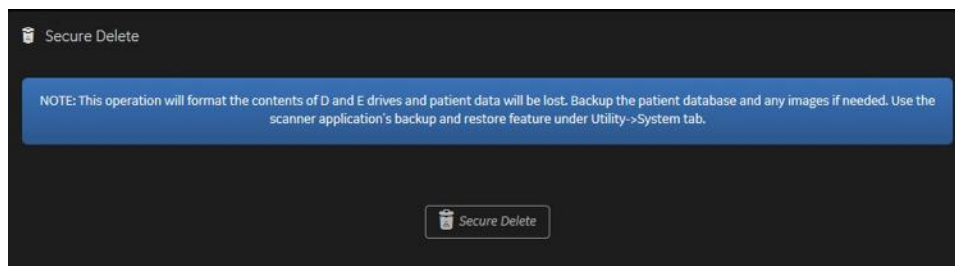 Secure Delete
NOTE: This operation will format the contents of D and E drives and patient data will be lost. Backup the patient database and any images if needed. Use the
scanner application's backup and restore feature under Utility->System tab.
Secure Delete